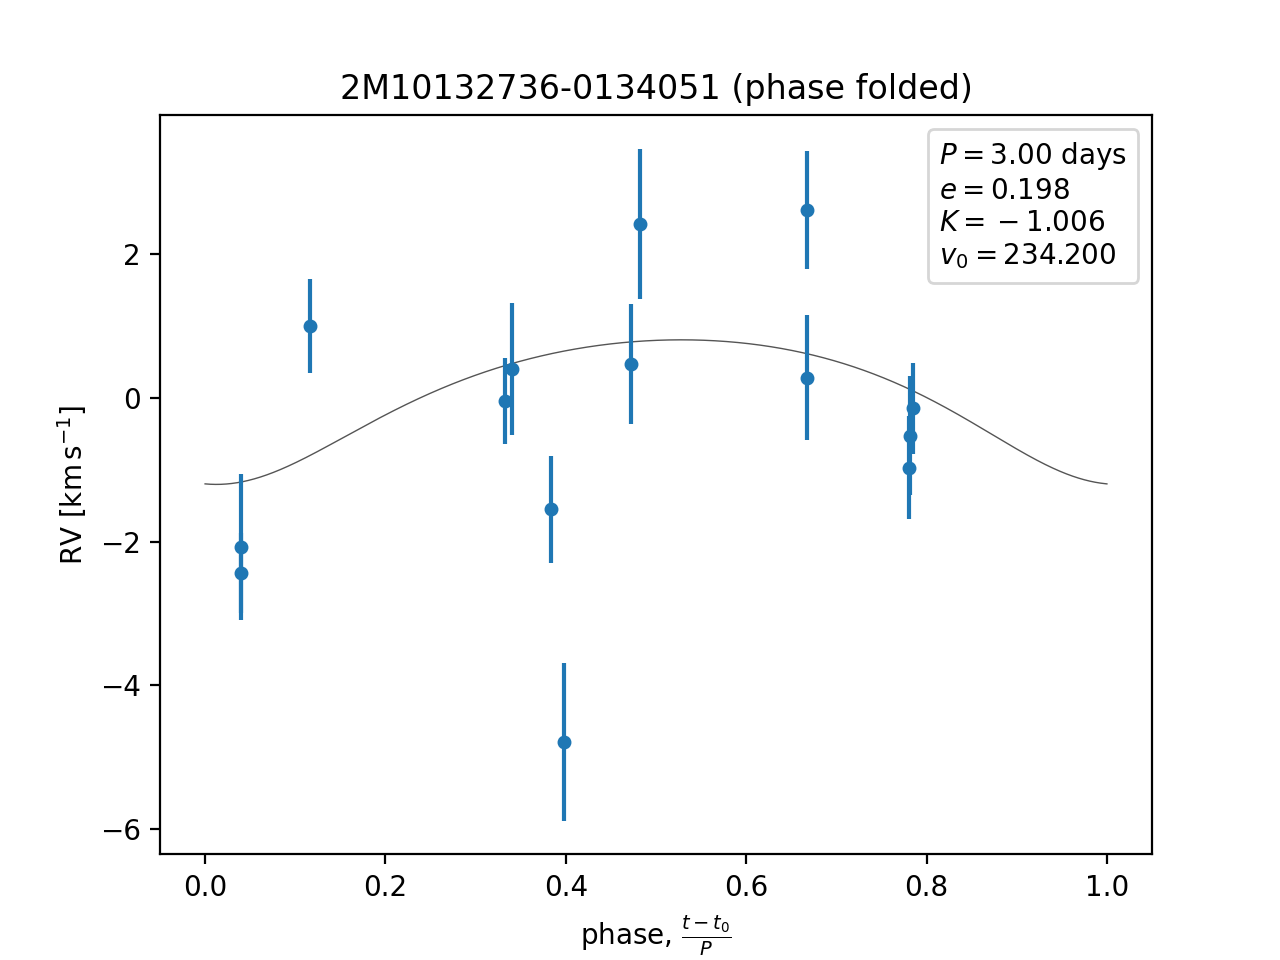 2M10132736-0134051 (phase folded)
P = 3.00 days
e = 0.198
K = −1.006
v₀ = 234.200
RV [km s⁻¹]
2
0
−2
−4
−6
0.0 0.2 0.4 0.6 0.8 1.0
phase, (t − t₀)/P